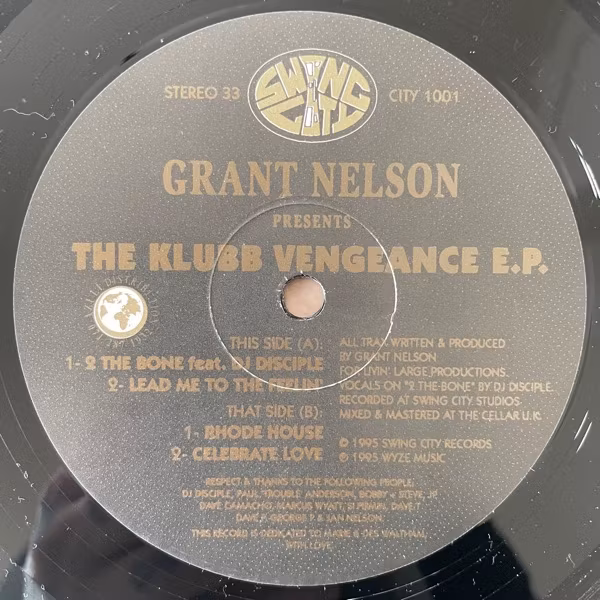 STEREO 33
SWING CITY
CITY 1001
GRANT NELSON
PRESENTS
THE KLUBB VENGEANCE E.P.
THIS SIDE (A):
1- 2 THE BONE feat. DJ DISCIPLE
2- LEAD ME TO THE FEELIN'
THAT SIDE (B):
1- RHODE HOUSE
2- CELEBRATE LOVE
ALL TRAX WRITTEN & PRODUCED
BY GRANT NELSON
FOR LIVIN' LARGE PRODUCTIONS.
VOCALS ON "2 THE BONE" BY DJ DISCIPLE.
RECORDED AT SWING CITY STUDIOS.
MIXED & MASTERED AT THE CELLAR U.K.
© 1995 SWING CITY RECORDS
℗ 1995 WYZE MUSIC
RESPECT & THANKS TO THE FOLLOWING PEOPLE:
DJ DISCIPLE, PAUL 'TROUBLE' ANDERSON, BOBBY & STEVE, JP,
DAVE CAMACHO, MARCUS WYATT, DAVE T
DAVE P, GEORGE P & IAN NELSON.
THIS RECORD IS DEDICATED TO MARIE & DES
WITH LOVE